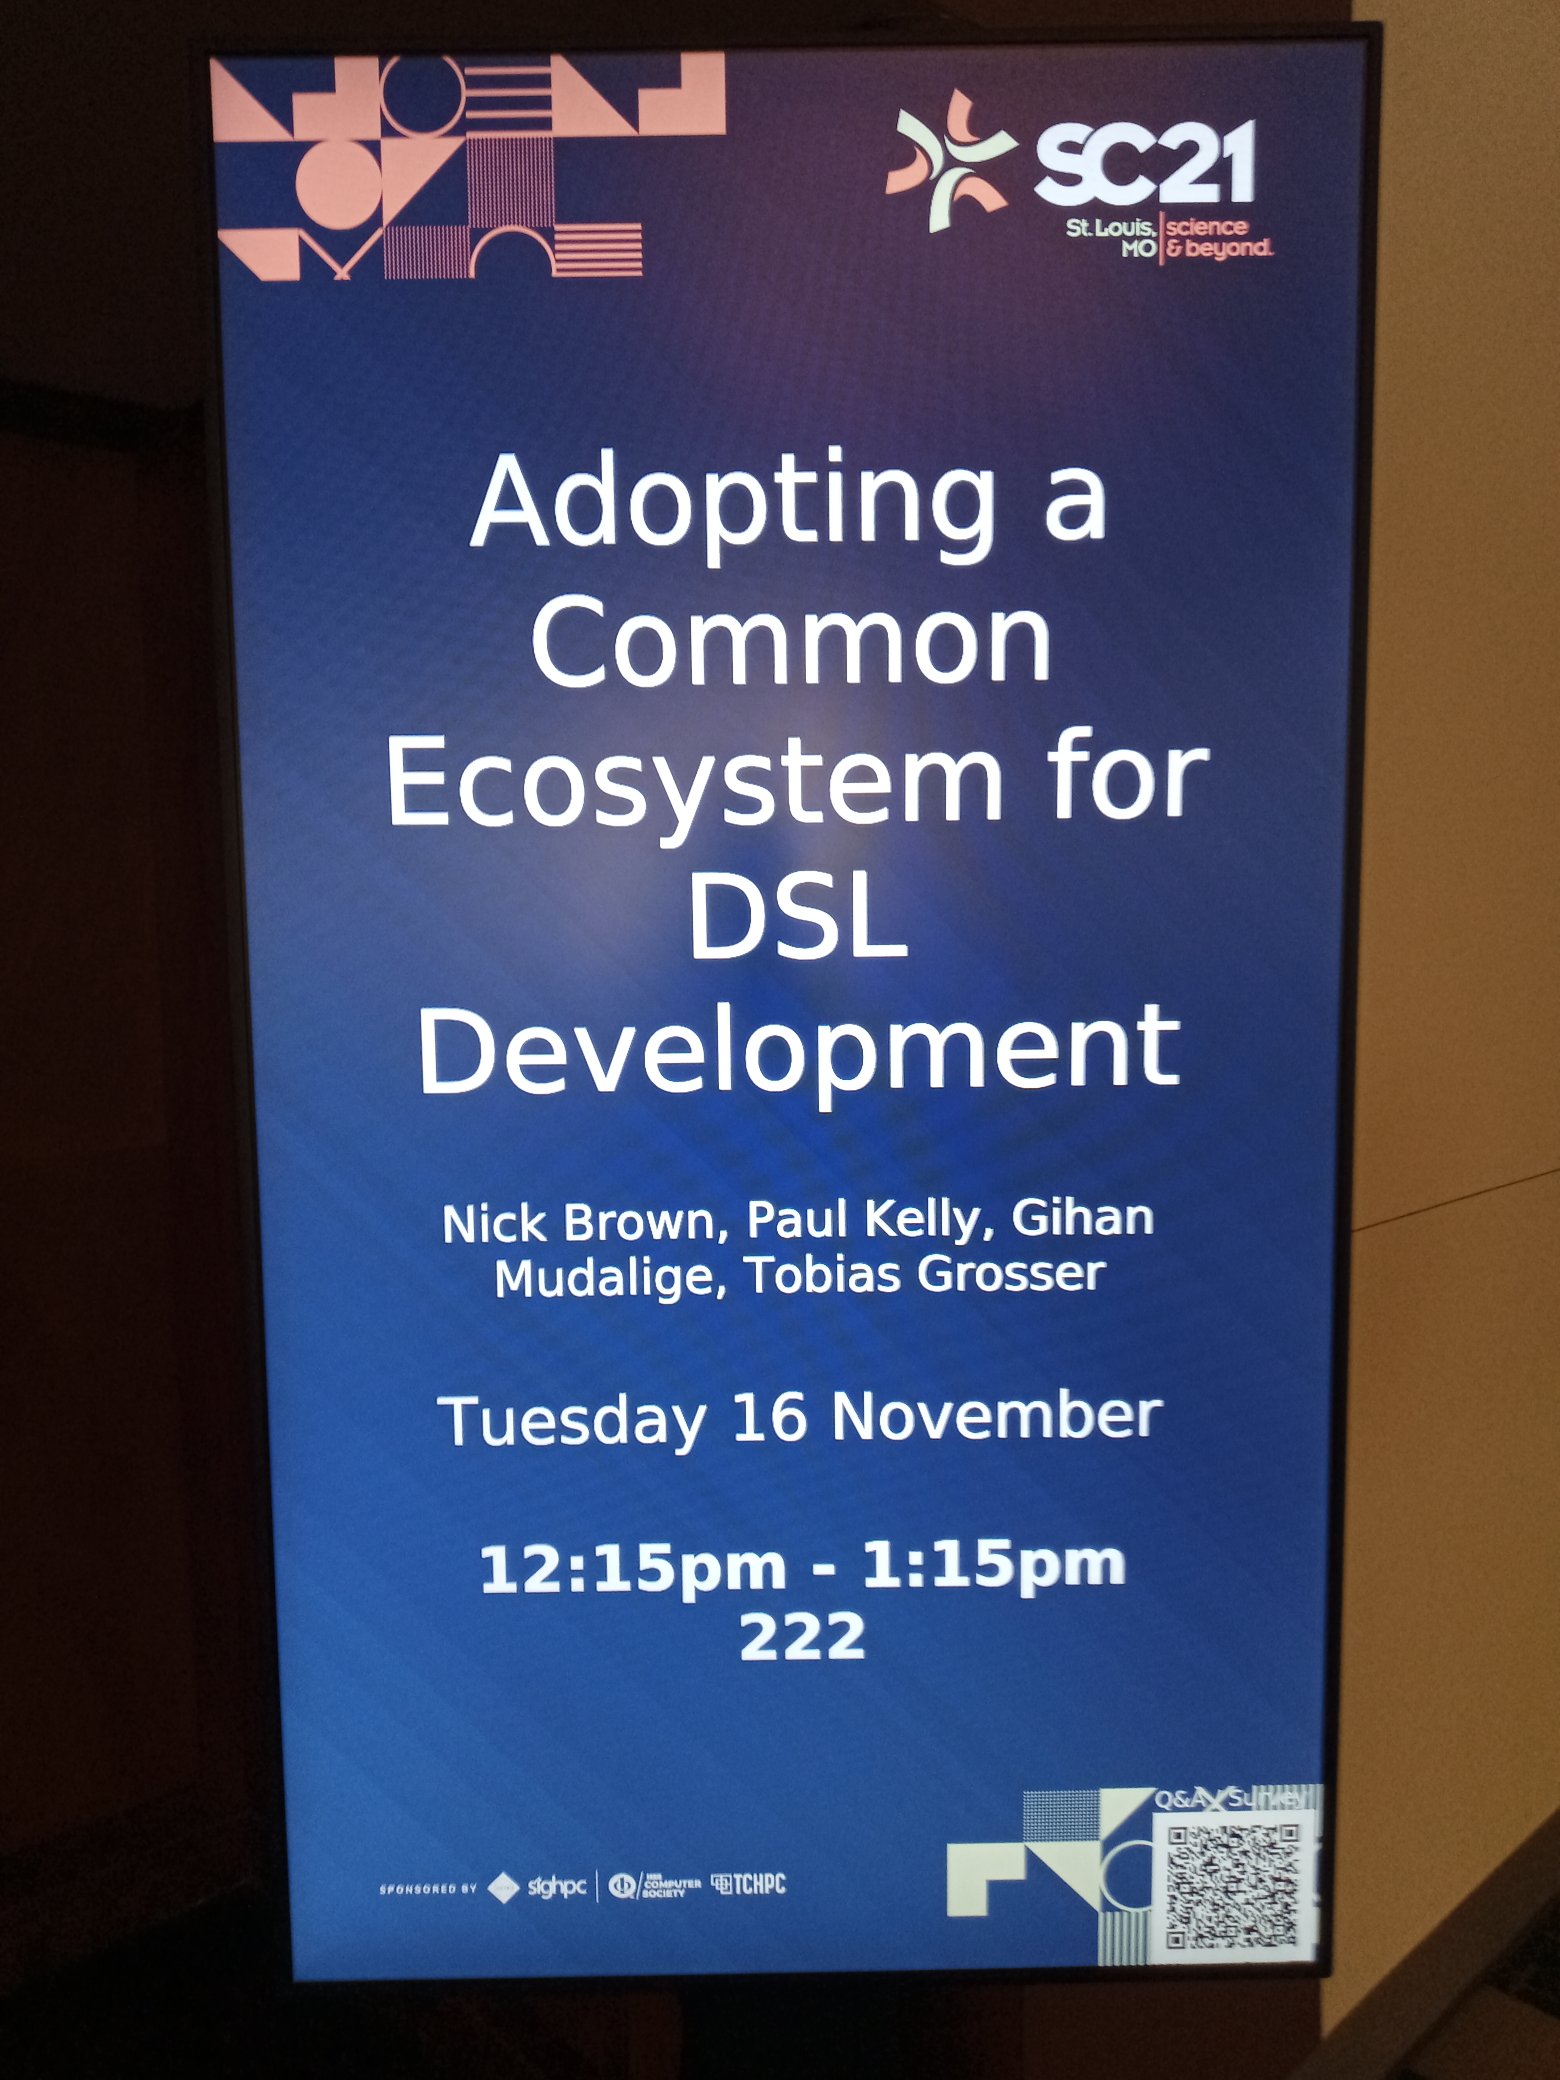 SC21
St. Louis, MO
science & beyond.
Adopting a
Common
Ecosystem for
DSL
Development
Nick Brown, Paul Kelly, Gihan
Mudalige, Tobias Grosser
Tuesday 16 November
12:15pm - 1:15pm
222
Q&A / Survey
SPONSORED BY sighpc COMPUTER SOCIETY TCHPC